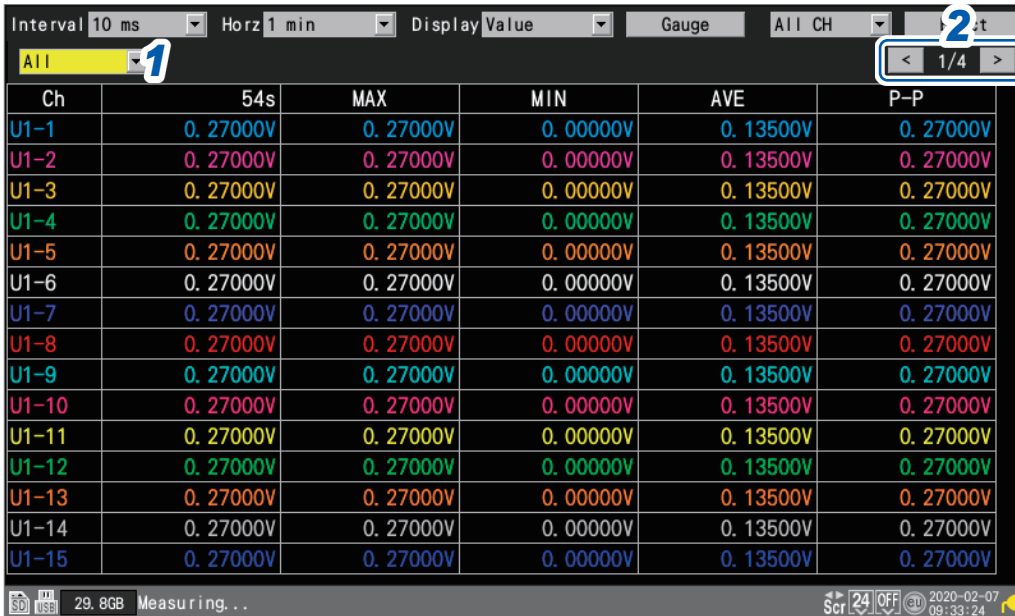 Interval 10 ms Horz 1 min Display Value Gauge All CH
All 1 2 < 1/4 >
Ch 54s MAX MIN AVE P-P
U1-1 0.27000V 0.27000V 0.00000V 0.13500V 0.27000V
U1-2 0.27000V 0.27000V 0.00000V 0.13500V 0.27000V
U1-3 0.27000V 0.27000V 0.00000V 0.13500V 0.27000V
U1-4 0.27000V 0.27000V 0.00000V 0.13500V 0.27000V
U1-5 0.27000V 0.27000V 0.00000V 0.13500V 0.27000V
U1-6 0.27000V 0.27000V 0.00000V 0.13500V 0.27000V
U1-7 0.27000V 0.27000V 0.00000V 0.13500V 0.27000V
U1-8 0.27000V 0.27000V 0.00000V 0.13500V 0.27000V
U1-9 0.27000V 0.27000V 0.00000V 0.13500V 0.27000V
U1-10 0.27000V 0.27000V 0.00000V 0.13500V 0.27000V
U1-11 0.27000V 0.27000V 0.00000V 0.13500V 0.27000V
U1-12 0.27000V 0.27000V 0.00000V 0.13500V 0.27000V
U1-13 0.27000V 0.27000V 0.00000V 0.13500V 0.27000V
U1-14 0.27000V 0.27000V 0.00000V 0.13500V 0.27000V
U1-15 0.27000V 0.27000V 0.00000V 0.13500V 0.27000V
SD USB 29.8GB Measuring... Scr 24 OFF au 2020-02-07
09:33:24